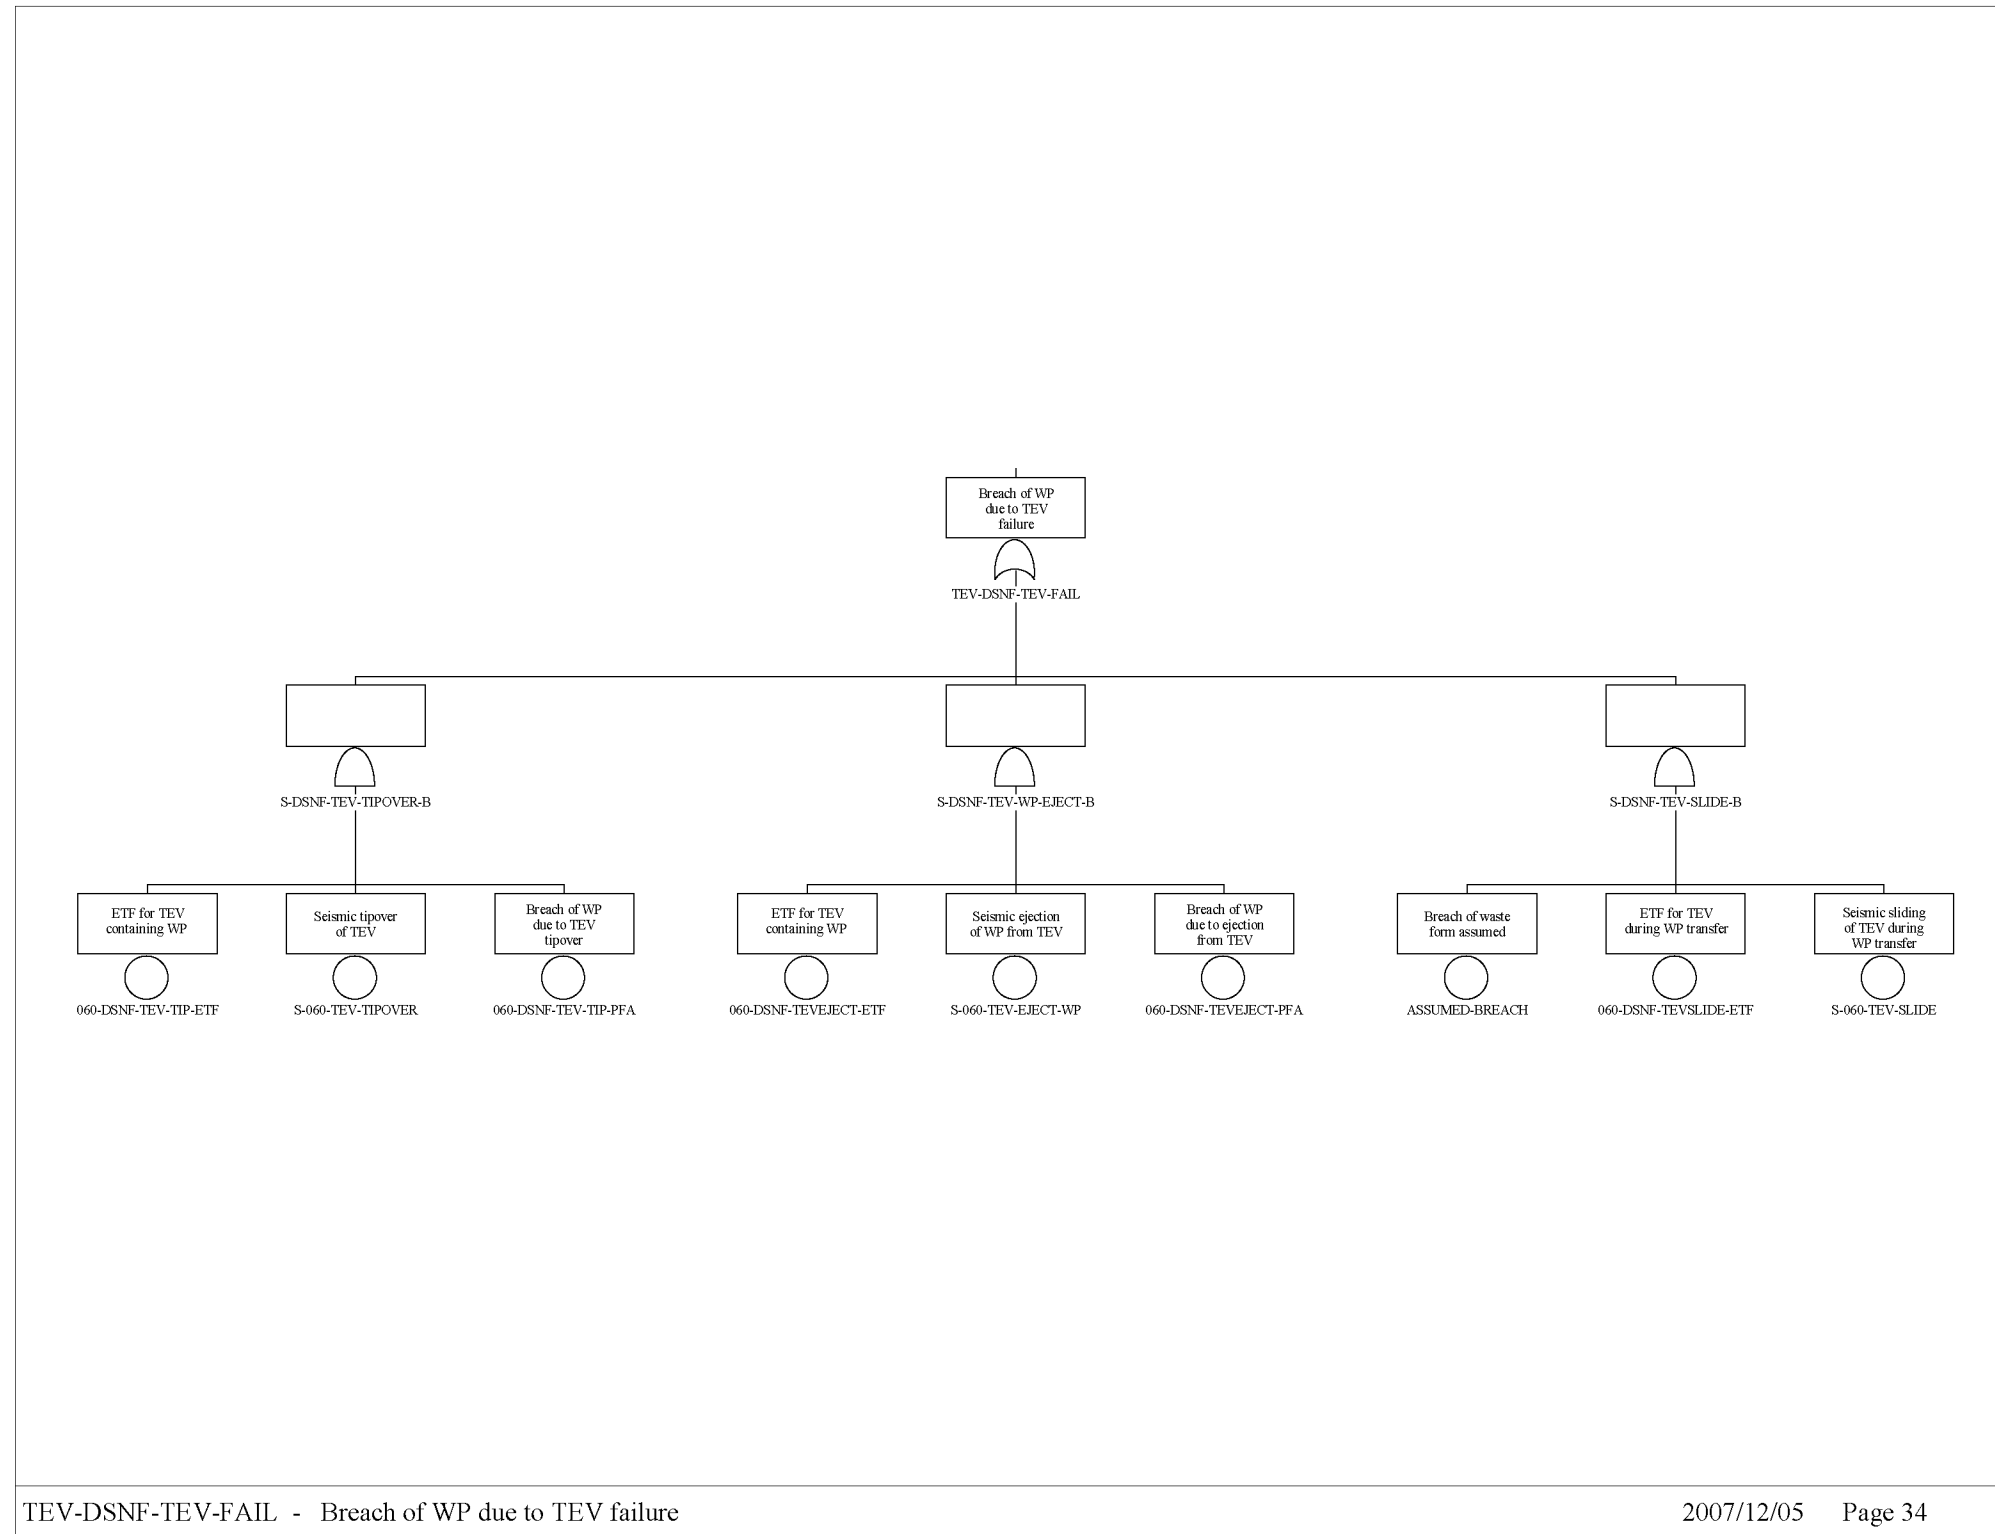 Breach of WP
due to TEV
failure
TEV-DSNF-TEV-FAIL
S-DSNF-TEV-TIPOVER-B
S-DSNF-TEV-WP-EJECT-B
S-DSNF-TEV-SLIDE-B
ETF for TEV
containing WP
060-DSNF-TEV-TIP-ETF
Seismic tipover
of TEV
S-060-TEV-TIPOVER
Breach of WP
due to TEV
tipover
060-DSNF-TEV-TIP-PFA
ETF for TEV
containing WP
060-DSNF-TEVEJECT-ETF
Seismic ejection
of WP from TEV
S-060-TEV-EJECT-WP
Breach of WP
due to ejection
from TEV
060-DSNF-TEVEJECT-PFA
Breach of waste
form assumed
ASSUMED-BREACH
ETF for TEV
during WP transfer
060-DSNF-TEVSLIDE-ETF
Seismic sliding
of TEV during
WP transfer
S-060-TEV-SLIDE
TEV-DSNF-TEV-FAIL - Breach of WP due to TEV failure
2007/12/05 Page 34